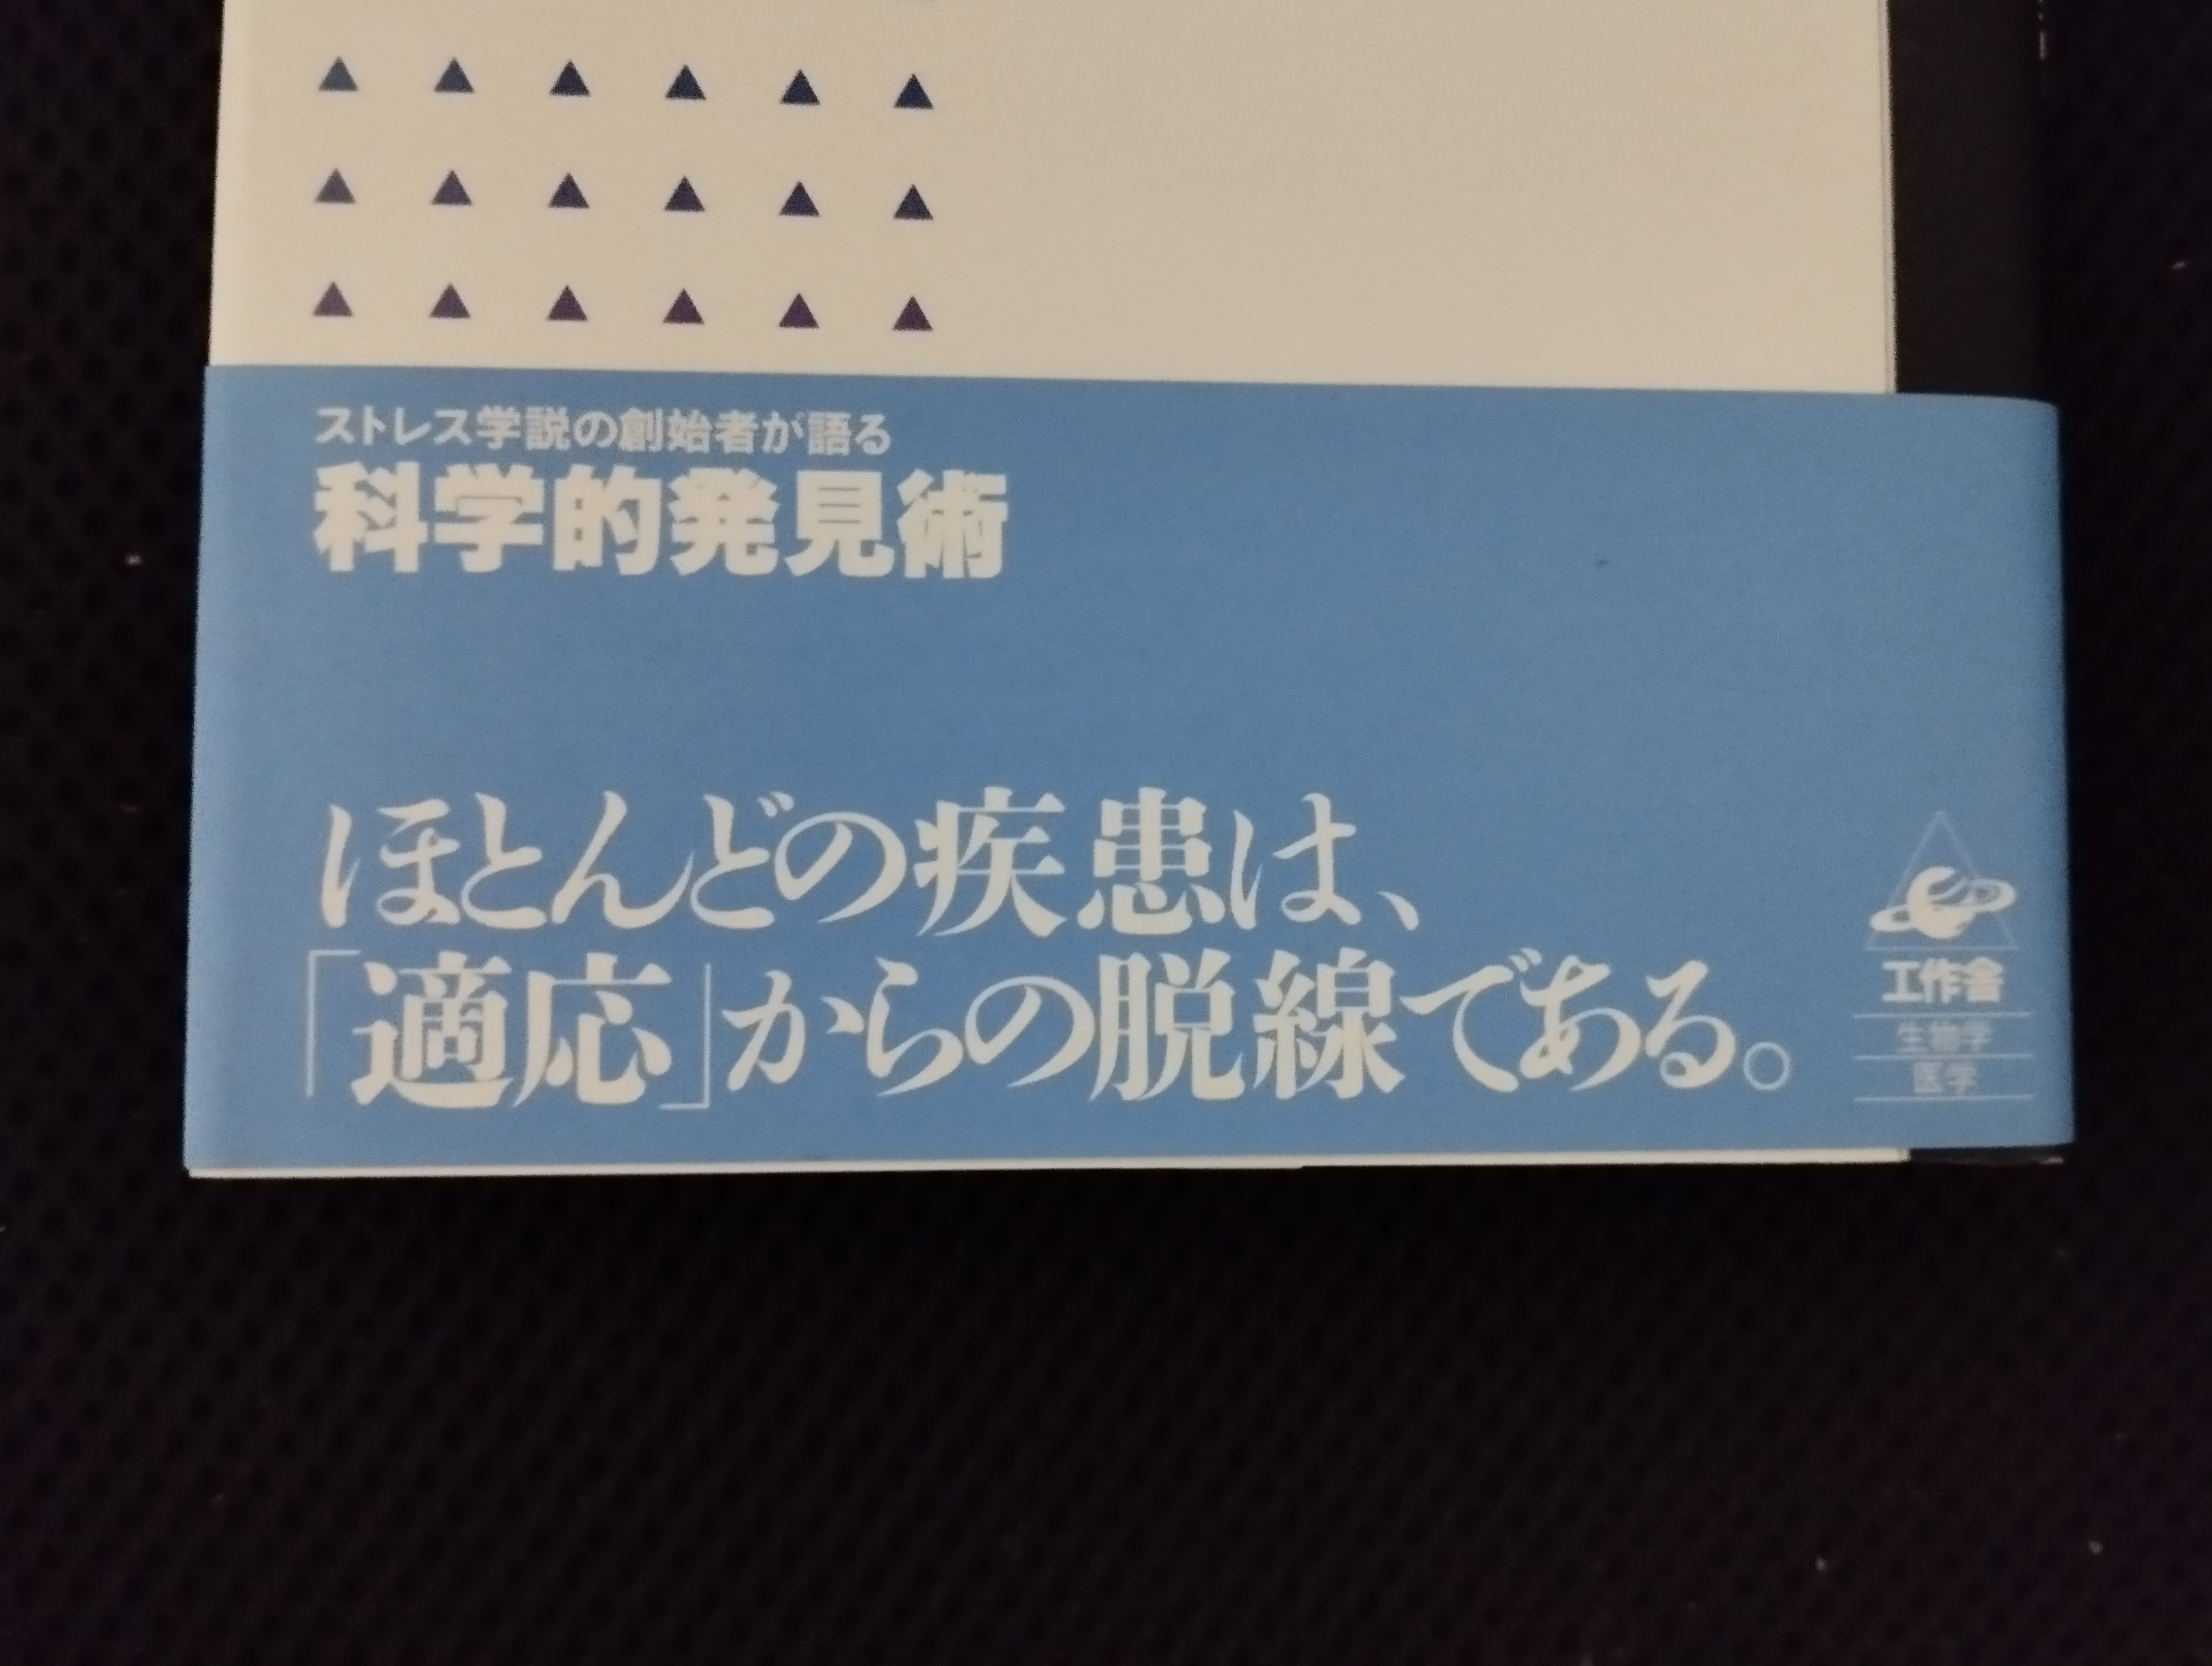 ストレス学説の創始者が語る
科学的発見術
ほとんどの疾患は、
「適応」からの脱線である。
工作舎
生物学
医学